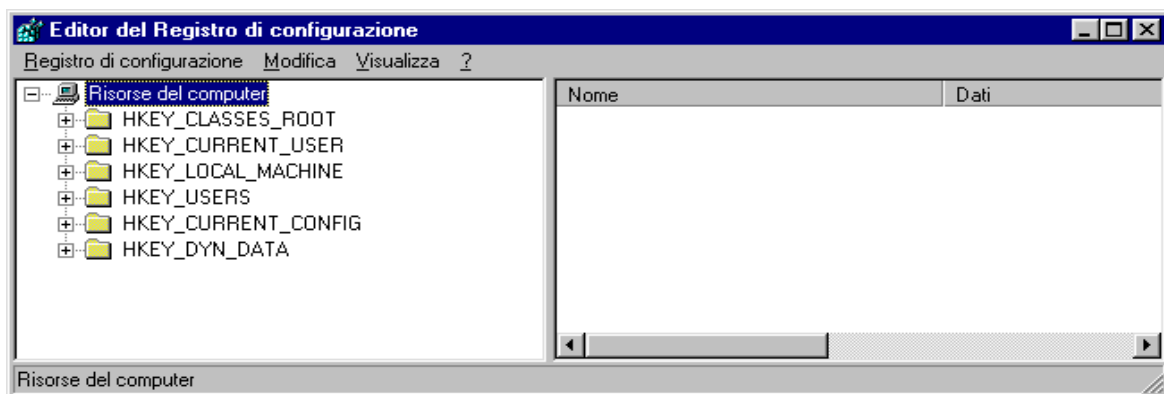 Editor del Registro di configurazione
Registro di configurazione Modifica Visualizza ?
Risorse del computer
HKEY_CLASSES_ROOT
HKEY_CURRENT_USER
HKEY_LOCAL_MACHINE
HKEY_USERS
HKEY_CURRENT_CONFIG
HKEY_DYN_DATA
Nome Dati
Risorse del computer